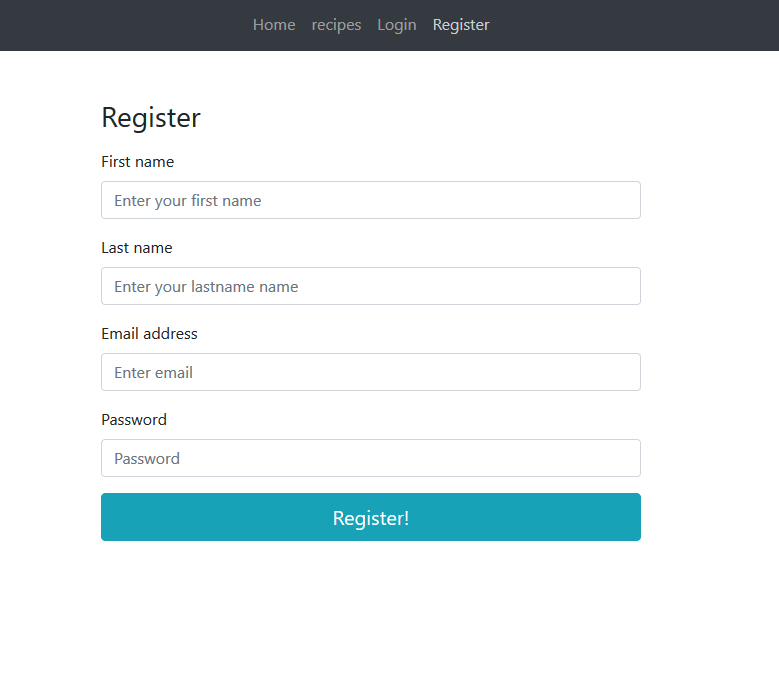 Home recipes Login Register
Register
First name
Enter your first name
Last name
Enter your lastname name
Email address
Enter email
Password
Password
Register!